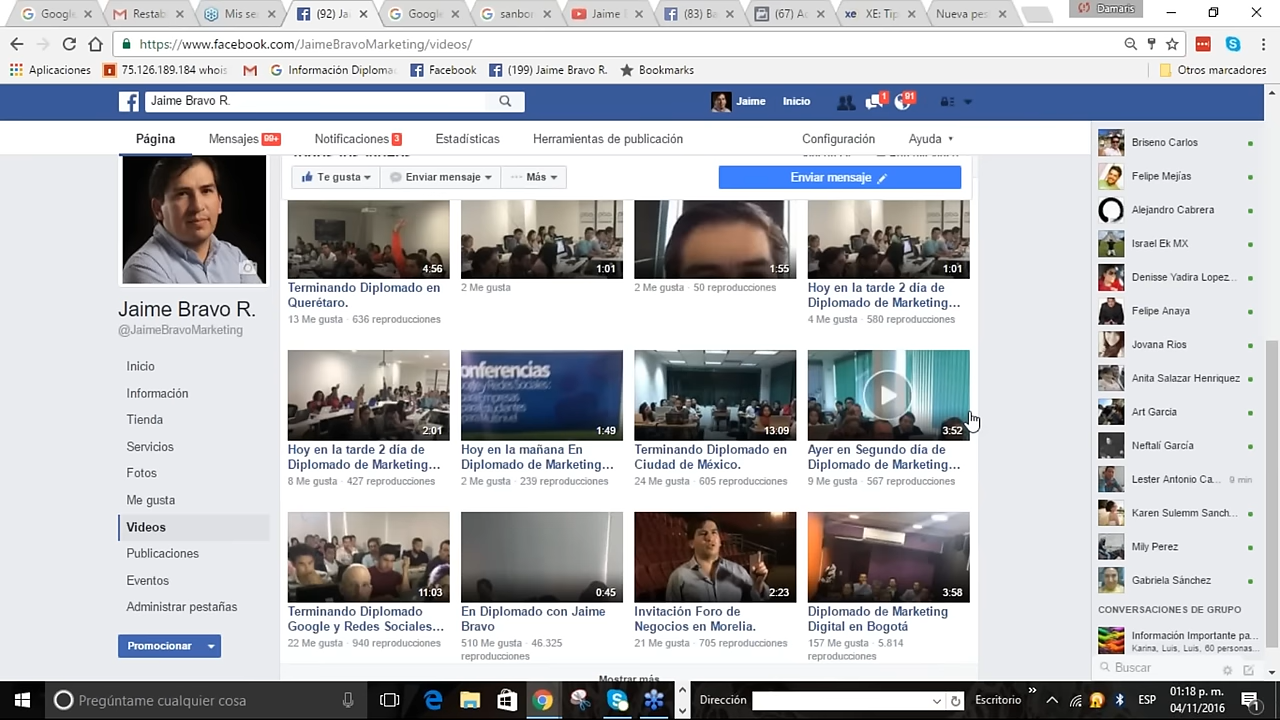 Google
Restab
Mis se
(92) Ja
Google
sanbor
Jaime B
(83) Ba
(67) Ac
XE: Tip
Nueva pes
Damaris
https://www.facebook.com/JaimeBravoMarketing/videos/
Aplicaciones
75.126.189.184 whois
Información Diploma
Facebook
(199) Jaime Bravo R.
Bookmarks
Otros marcadores
Jaime Bravo R.
Jaime
Inicio
1
91
Página
Mensajes 99+
Notificaciones 3
Estadísticas
Herramientas de publicación
Configuración
Ayuda
Te gusta
Enviar mensaje
Más
Enviar mensaje
Jaime Bravo R.
@JaimeBravoMarketing
Inicio
Información
Tienda
Servicios
Fotos
Me gusta
Videos
Publicaciones
Eventos
Administrar pestañas
Promocionar
4:56
Terminando Diplomado en
Querétaro.
13 Me gusta · 636 reproducciones
1:01
2 Me gusta
1:55
2 Me gusta · 50 reproducciones
1:01
Hoy en la tarde 2 día de
Diplomado de Marketing...
4 Me gusta · 580 reproducciones
2:01
Hoy en la tarde 2 día de
Diplomado de Marketing...
8 Me gusta · 427 reproducciones
onferencias
y Redes Sociales:
1:49
Hoy en la mañana En
Diplomado de Marketing...
2 Me gusta · 239 reproducciones
13:09
Terminando Diplomado en
Ciudad de México.
24 Me gusta · 605 reproducciones
3:52
Ayer en Segundo día de
Diplomado de Marketing...
9 Me gusta · 567 reproducciones
11:03
Terminando Diplomado
Google y Redes Sociales...
22 Me gusta · 940 reproducciones
0:45
En Diplomado con Jaime
Bravo
510 Me gusta · 46.325
reproducciones
2:23
Invitación Foro de
Negocios en Morelia.
21 Me gusta · 705 reproducciones
3:58
Diplomado de Marketing
Digital en Bogotá
157 Me gusta · 5.814
reproducciones
Mostrar más
Briseno Carlos
Felipe Mejías
Alejandro Cabrera
Israel Ek MX
Denisse Yadira Lopez...
Felipe Anaya
Jovana Rios
Anita Salazar Henriquez
Art Garcia
Neftalí García
Lester Antonio Ca... 9 min
Karen Sulemm Sanch...
Mily Perez
Gabriela Sánchez
CONVERSACIONES DE GRUPO
Información Importante pa...
Karina, Luis, Luis, 60 personas...
Buscar
Pregúntame cualquier cosa
Dirección
Escritorio
ESP
01:18 p. m.
04/11/2016
1